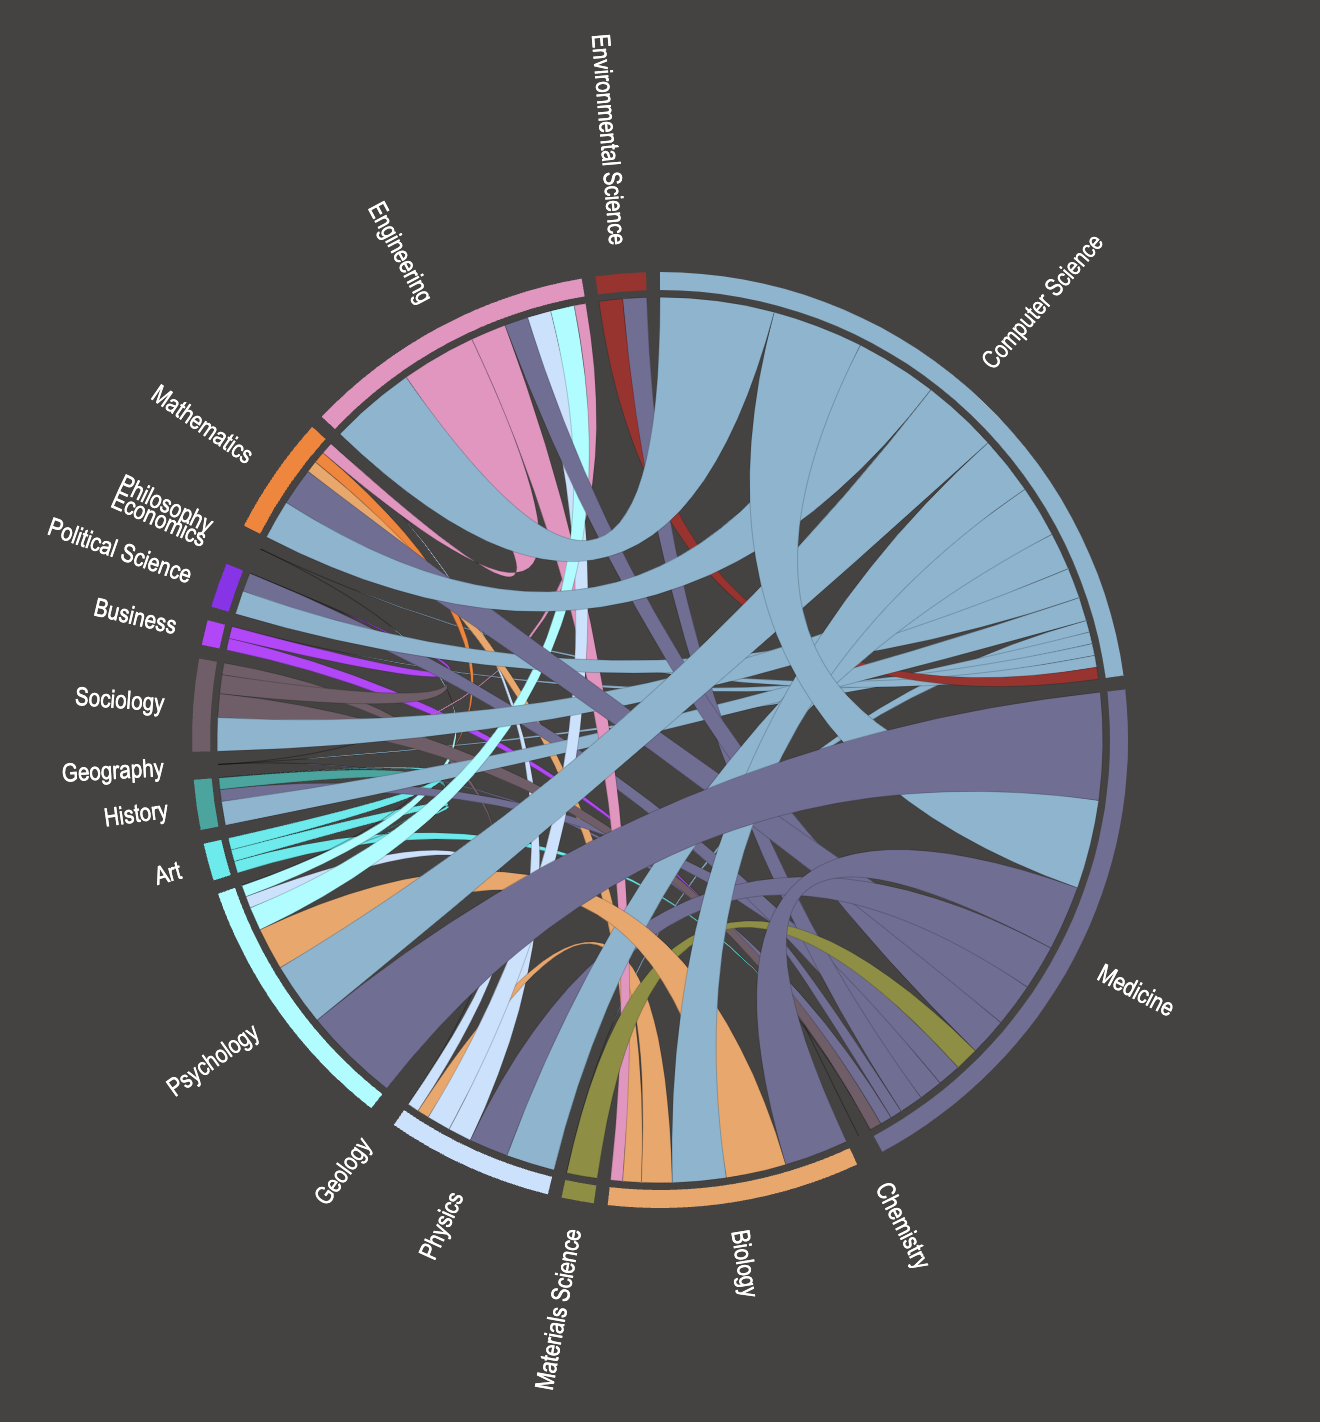 Environmental Science
Computer Science
Engineering
Mathematics
Philosophy
Economics
Political Science
Business
Sociology
Geography
History
Art
Psychology
Geology
Physics
Materials Science
Biology
Chemistry
Medicine